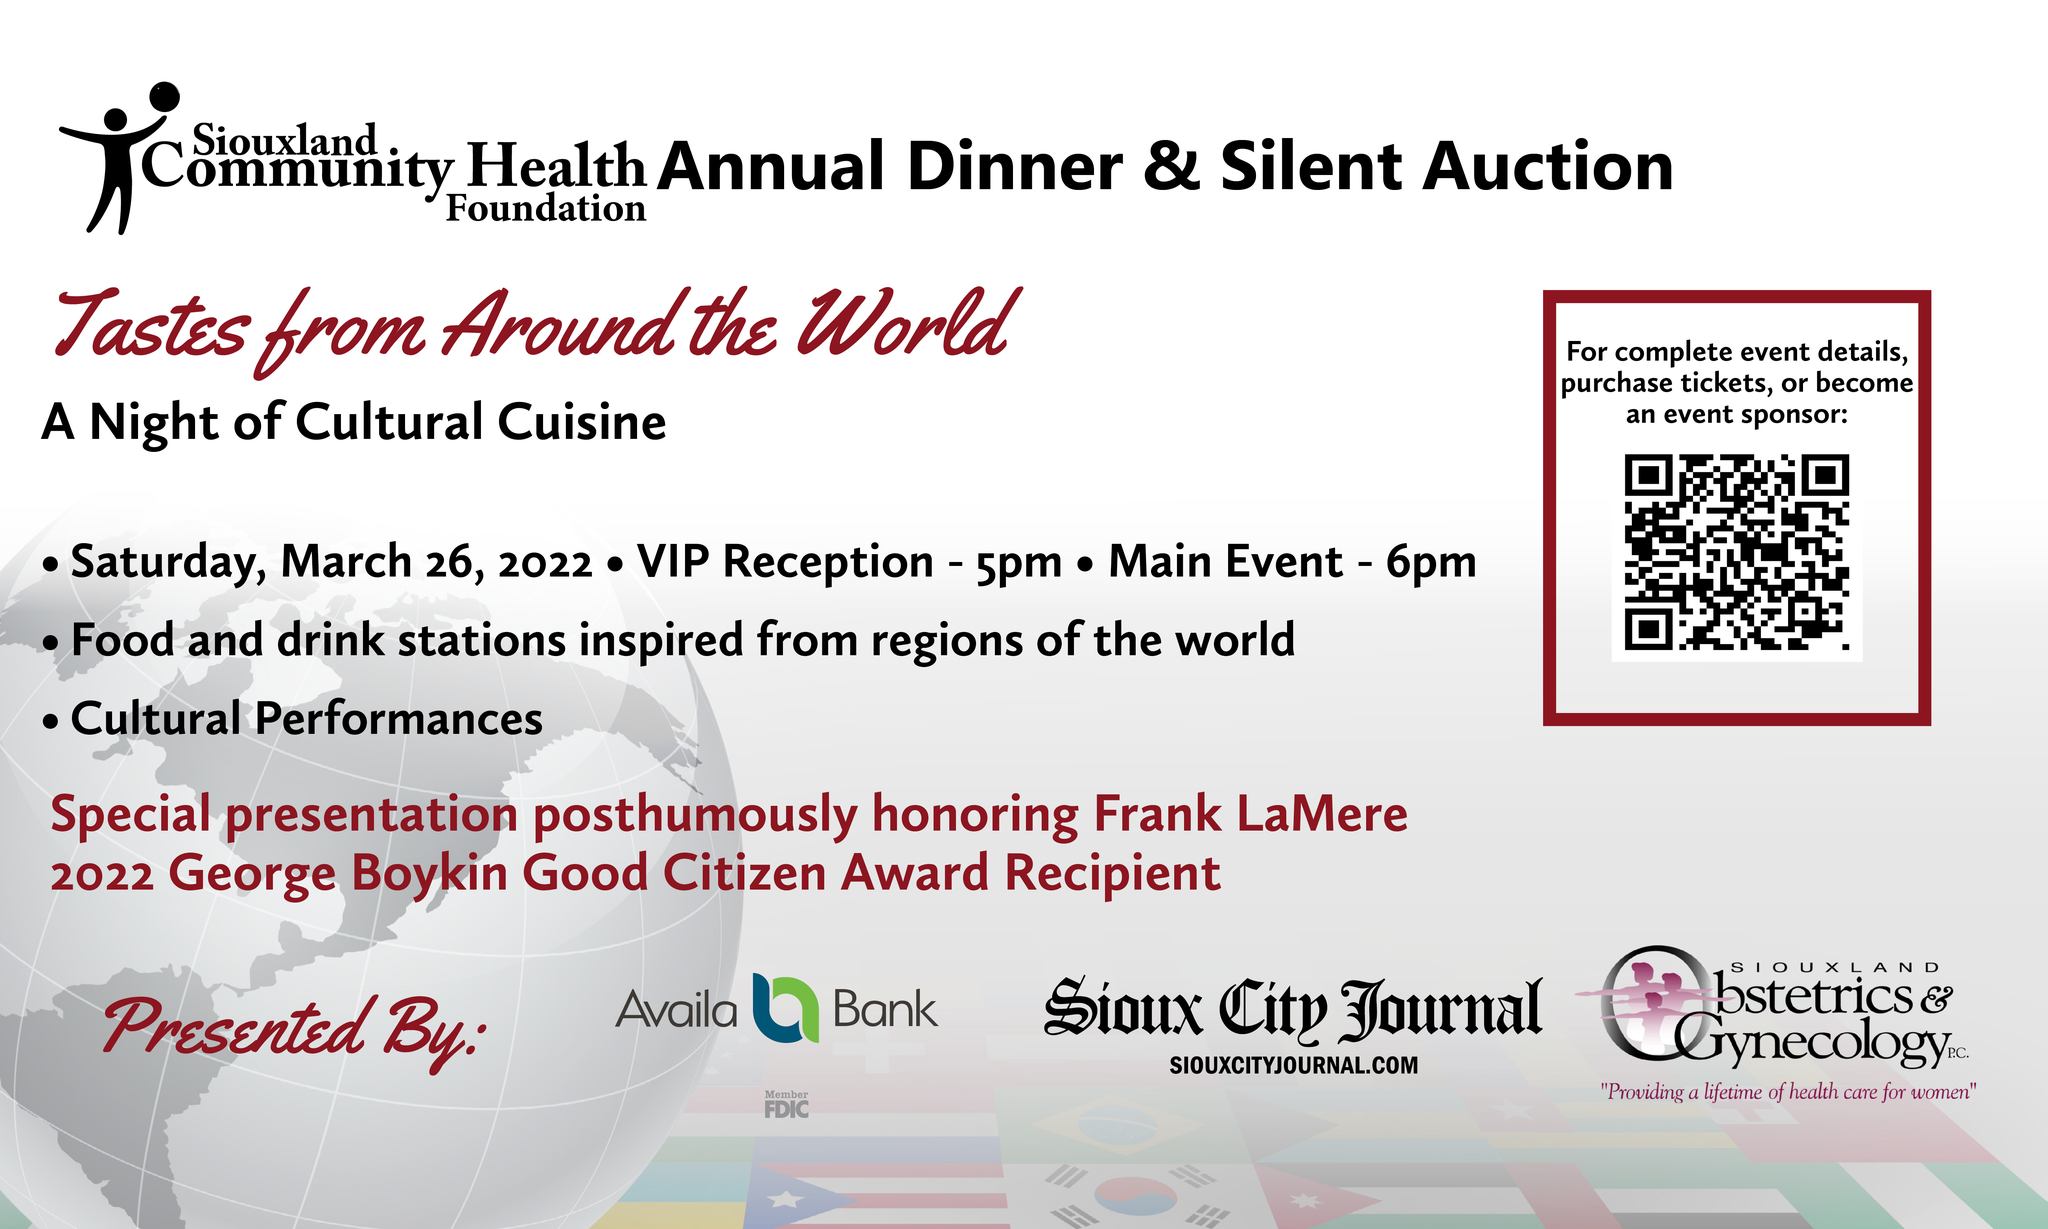 Siouxland
Community Health
Foundation
Annual Dinner & Silent Auction
Tastes from Around the World
A Night of Cultural Cuisine
For complete event details,
purchase tickets, or become
an event sponsor:
• Saturday, March 26, 2022 • VIP Reception - 5pm • Main Event - 6pm
• Food and drink stations inspired from regions of the world
• Cultural Performances
Special presentation posthumously honoring Frank LaMere
2022 George Boykin Good Citizen Award Recipient
Presented By:
Availa Bank
Member
FDIC
Sioux City Journal
SIOUXCITYJOURNAL.COM
SIOUXLAND
Obstetrics &
Gynecology P.C.
"Providing a lifetime of health care for women"